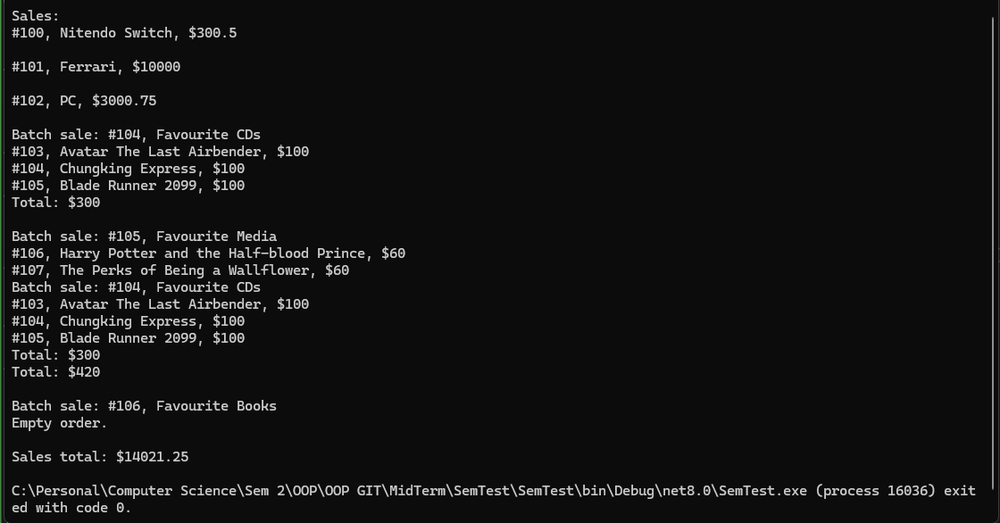 Sales:
#100, Nitendo Switch, $300.5
#101, Ferrari, $10000
#102, PC, $3000.75
Batch sale: #104, Favourite CDs
#103, Avatar The Last Airbender, $100
#104, Chungking Express, $100
#105, Blade Runner 2099, $100
Total: $300
Batch sale: #105, Favourite Media
#106, Harry Potter and the Half-blood Prince, $60
#107, The Perks of Being a Wallflower, $60
Batch sale: #104, Favourite CDs
#103, Avatar The Last Airbender, $100
#104, Chungking Express, $100
#105, Blade Runner 2099, $100
Total: $300
Total: $420
Batch sale: #106, Favourite Books
Empty order.
Sales total: $14021.25
C:\Personal\Computer Science\Sem 2\OOP\OOP GIT\MidTerm\SemTest\SemTest\bin\Debug\net8.0\SemTest.exe (process 16036) exit
ed with code 0.